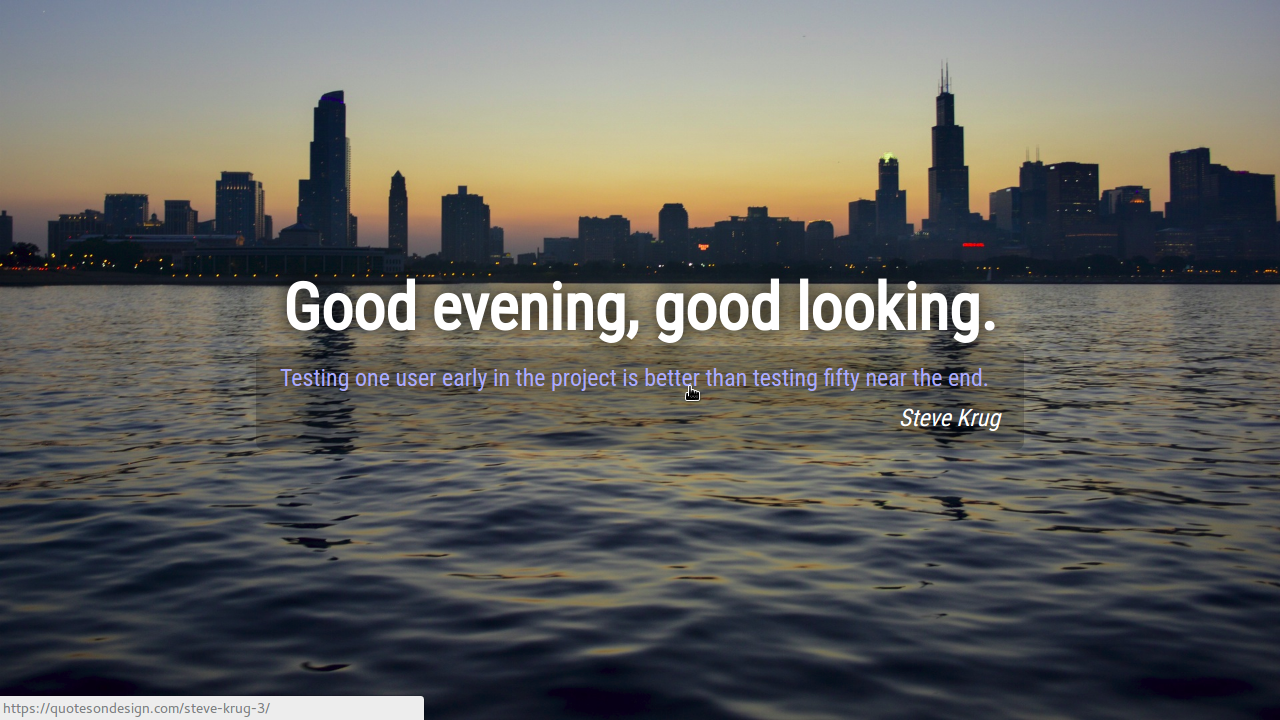 Good evening, good looking.
Testing one user early in the project is better than testing fifty near the end.
Steve Krug
https://quotesondesign.com/steve-krug-3/